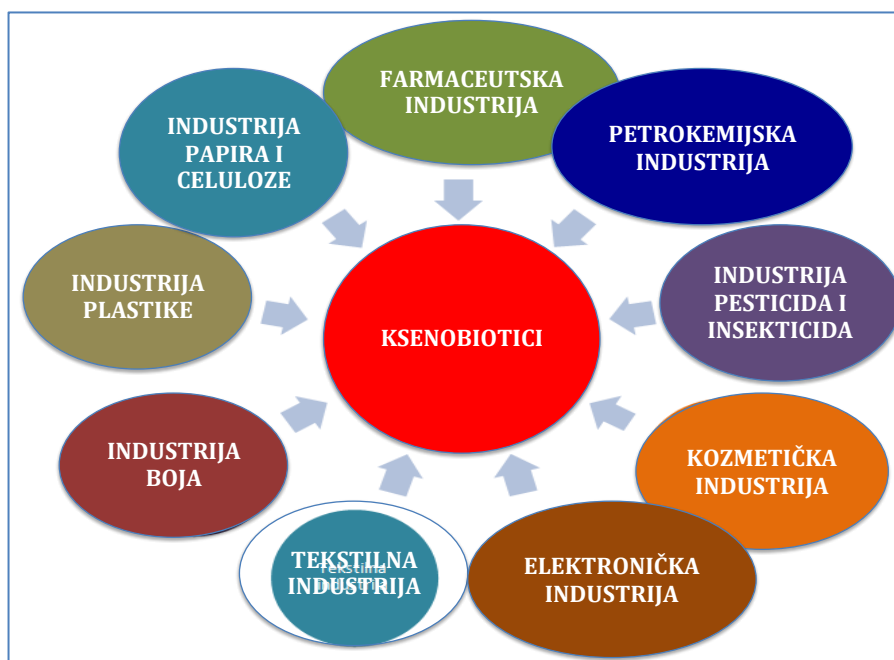 FARMACEUTSKA
INDUSTRIJA
PETROKEMIJSKA
INDUSTRIJA
INDUSTRIJA
PESTICIDA I
INSEKTICIDA
KOZMETIČKA
INDUSTRIJA
ELEKTRONIČKA
INDUSTRIJA
TEKSTILNA
INDUSTRIJA
Tekstilna
INDUSTRIJA
BOJA
INDUSTRIJA
PLASTIKE
INDUSTRIJA
PAPIRA I
CELULOZE
KSENOBIOTICI